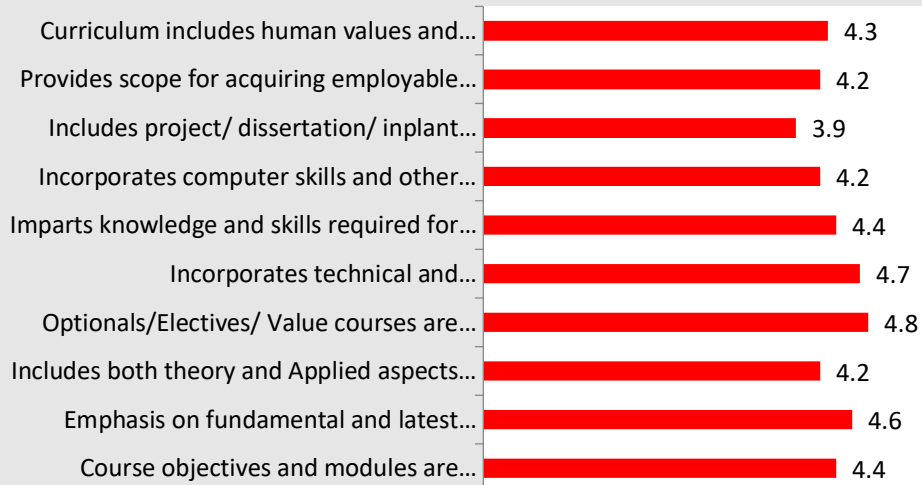 Curriculum includes human values and... 4.3
Provides scope for acquiring employable... 4.2
Includes project/ dissertation/ inplant... 3.9
Incorporates computer skills and other... 4.2
Imparts knowledge and skills required for... 4.4
Incorporates technical and... 4.7
Optionals/Electives/ Value courses are... 4.8
Includes both theory and Applied aspects... 4.2
Emphasis on fundamental and latest... 4.6
Course objectives and modules are... 4.4